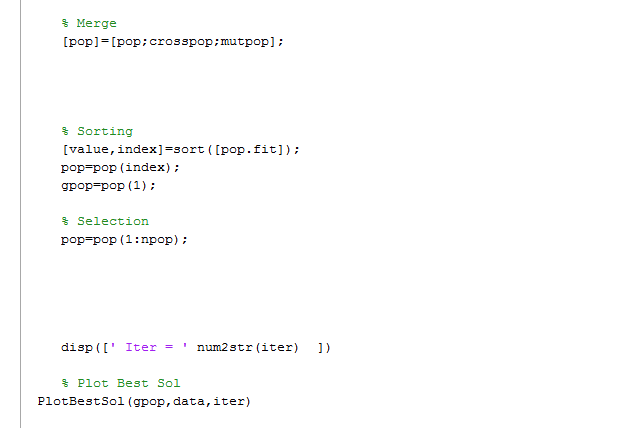 % Merge
[pop]=[pop;crosspop;mutpop];
% Sorting
[value,index]=sort([pop.fit]);
pop=pop(index);
gpop=pop(1);
% Selection
pop=pop(1:npop);
disp([' Iter = ' num2str(iter)  ])
% Plot Best Sol
PlotBestSol(gpop,data,iter)